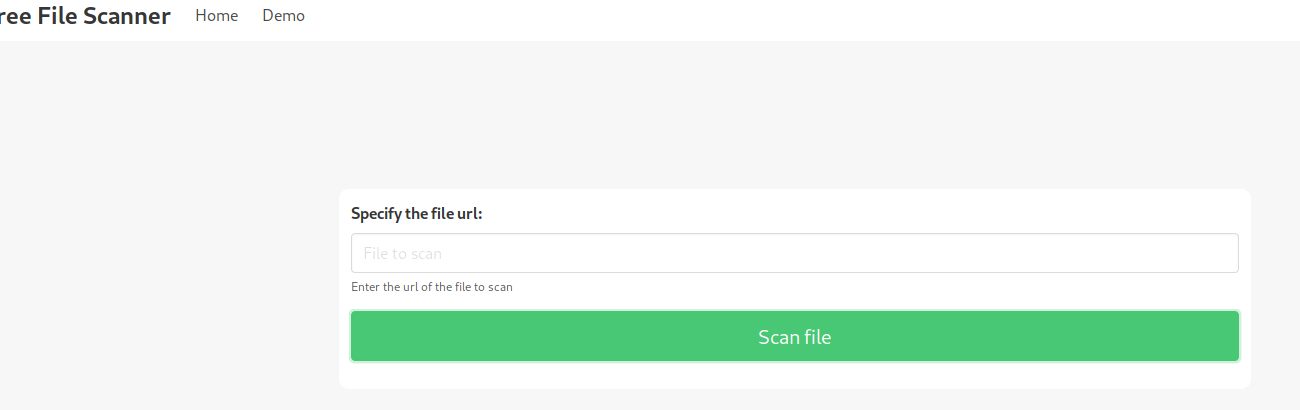 ree File Scanner Home Demo
Specify the file url:
File to scan
Enter the url of the file to scan
Scan file